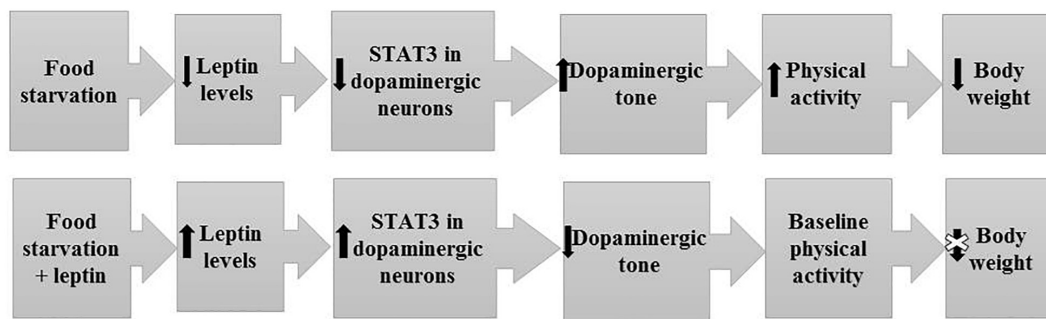 Food
starvation
Leptin
levels
STAT3 in
dopaminergic
neurons
Dopaminergic
tone
Physical
activity
Body
weight
Food
starvation
+ leptin
Leptin
levels
STAT3 in
dopaminergic
neurons
Dopaminergic
tone
Baseline
physical
activity
Body
weight